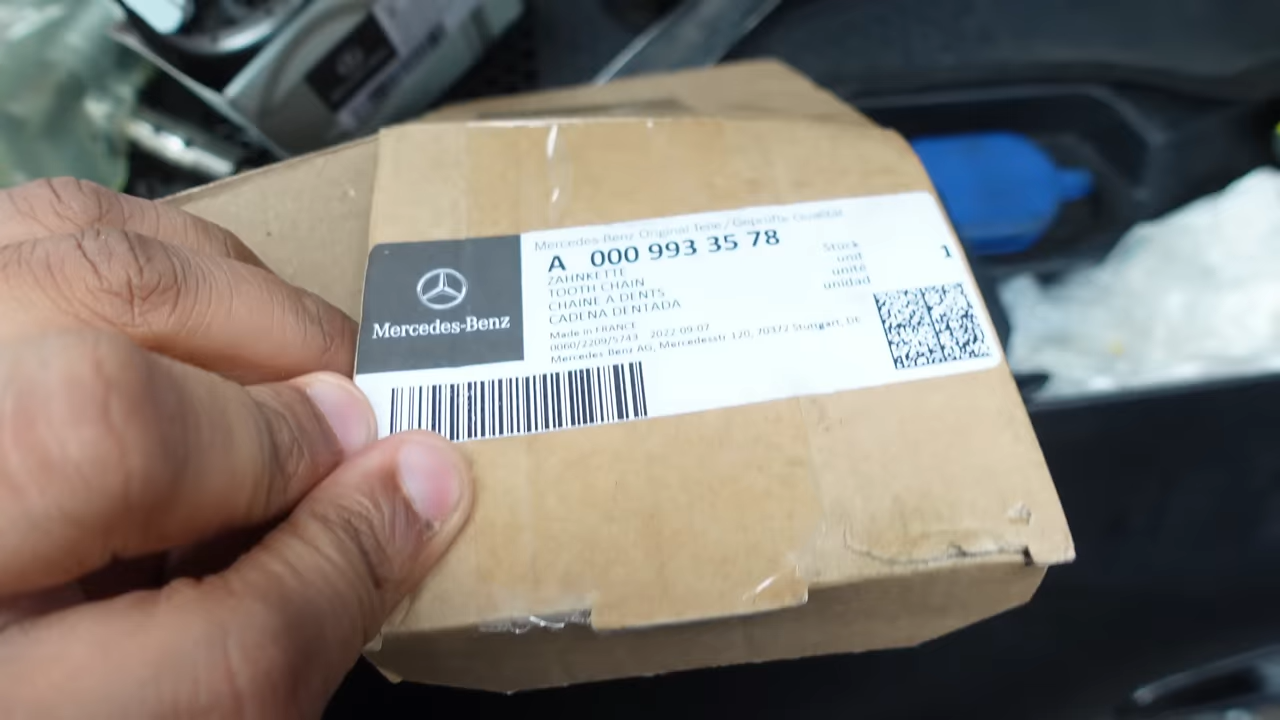 Mercedes-Benz Original Teile/Geprüfte Qualität
A 000 993 35 78
ZAHNKETTE
TOOTH CHAIN
CHAINE A DENTS
CADENA DENTADA
Stück
unit
unité
unidad
1
Made in FRANCE
0060/2209/5743 2022-09-07
Mercedes Benz AG, Mercedesstr 120, 70372 Stuttgart, DE
Mercedes-Benz